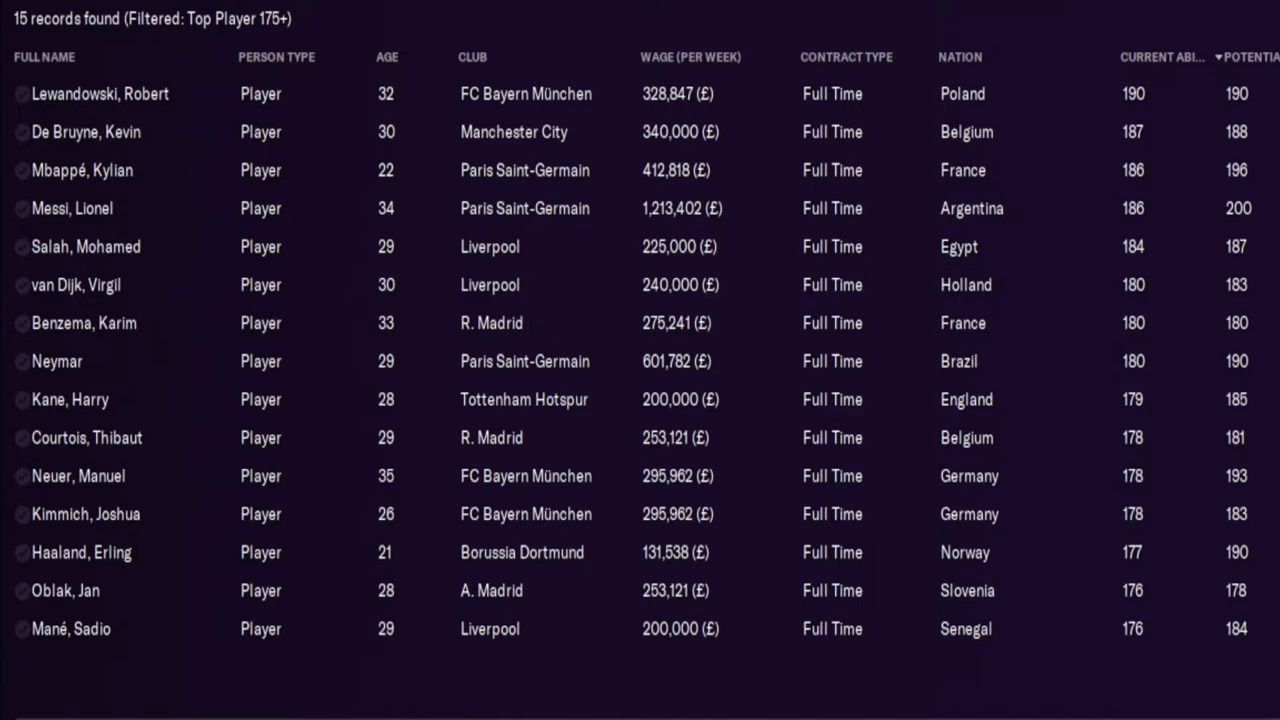 15 records found (Filtered: Top Player 175+)
FULL NAME PERSON TYPE AGE CLUB WAGE (PER WEEK) CONTRACT TYPE NATION CURRENT ABI... ▼POTENTIA
Lewandowski, Robert Player 32 FC Bayern München 328,847 (£) Full Time Poland 190 190
De Bruyne, Kevin Player 30 Manchester City 340,000 (£) Full Time Belgium 187 188
Mbappé, Kylian Player 22 Paris Saint-Germain 412,818 (£) Full Time France 186 196
Messi, Lionel Player 34 Paris Saint-Germain 1,213,402 (£) Full Time Argentina 186 200
Salah, Mohamed Player 29 Liverpool 225,000 (£) Full Time Egypt 184 187
van Dijk, Virgil Player 30 Liverpool 240,000 (£) Full Time Holland 180 183
Benzema, Karim Player 33 R. Madrid 275,241 (£) Full Time France 180 180
Neymar Player 29 Paris Saint-Germain 601,782 (£) Full Time Brazil 180 190
Kane, Harry Player 28 Tottenham Hotspur 200,000 (£) Full Time England 179 185
Courtois, Thibaut Player 29 R. Madrid 253,121 (£) Full Time Belgium 178 181
Neuer, Manuel Player 35 FC Bayern München 295,962 (£) Full Time Germany 178 193
Kimmich, Joshua Player 26 FC Bayern München 295,962 (£) Full Time Germany 178 183
Haaland, Erling Player 21 Borussia Dortmund 131,538 (£) Full Time Norway 177 190
Oblak, Jan Player 28 A. Madrid 253,121 (£) Full Time Slovenia 176 178
Mané, Sadio Player 29 Liverpool 200,000 (£) Full Time Senegal 176 184